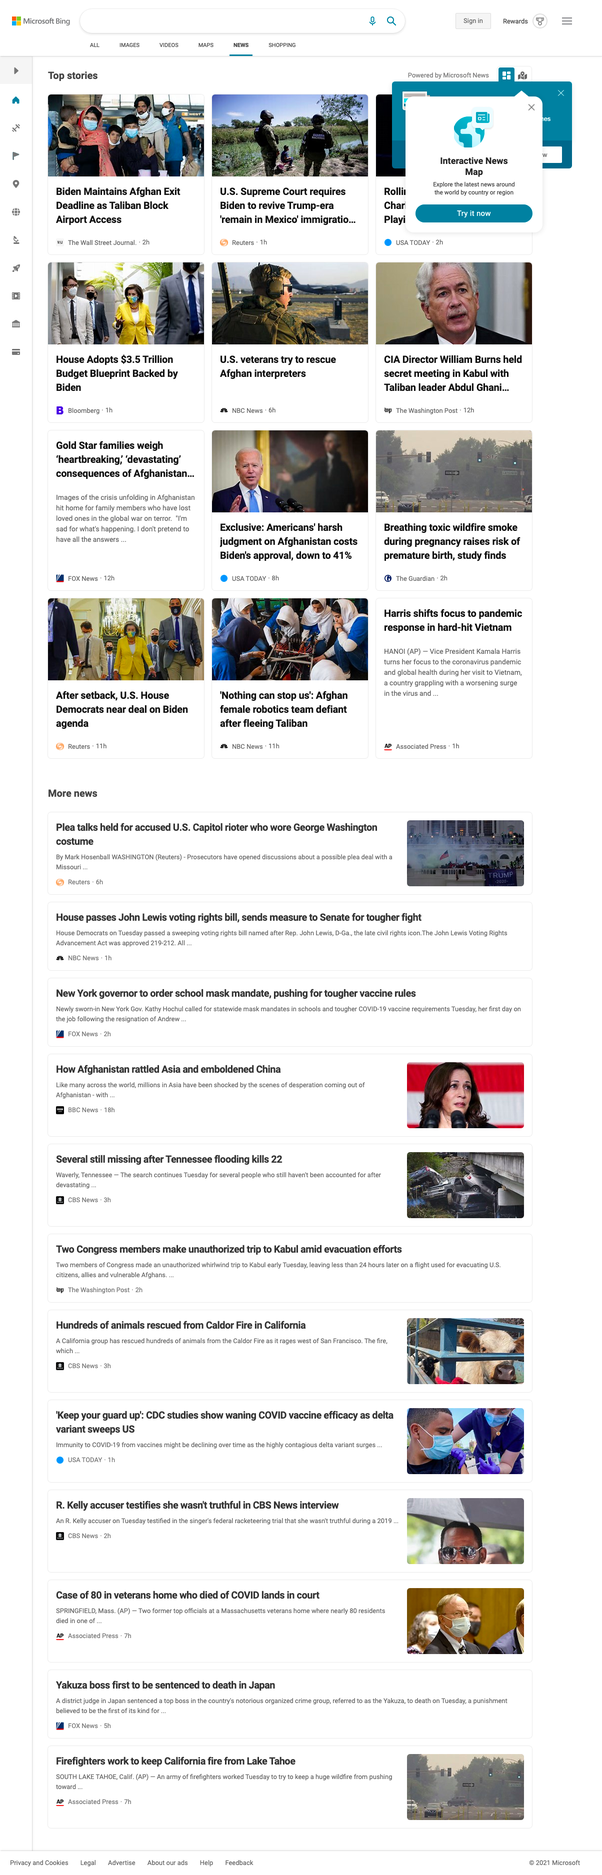 Microsoft Bing
Sign in
Rewards
ALL
IMAGES
VIDEOS
MAPS
NEWS
SHOPPING
Top stories
Powered by Microsoft News
Interactive News
Map
Explore the latest news around
the world by country or region
Try it now
Biden Maintains Afghan Exit
Deadline as Taliban Block
Airport Access
The Wall Street Journal. · 2h
U.S. Supreme Court requires
Biden to revive Trump-era
'remain in Mexico' immigratio...
Reuters · 1h
USA TODAY · 2h
House Adopts $3.5 Trillion
Budget Blueprint Backed by
Biden
Bloomberg · 1h
U.S. veterans try to rescue
Afghan interpreters
NBC News · 6h
CIA Director William Burns held
secret meeting in Kabul with
Taliban leader Abdul Ghani...
The Washington Post · 12h
Gold Star families weigh
'heartbreaking,' 'devastating'
consequences of Afghanistan...
Images of the crisis unfolding in Afghanistan
hit home for family members who have lost
loved ones in the global war on terror. "I'm
sad for what's happening. I don't pretend to
have all the answers ...
FOX News · 12h
Exclusive: Americans' harsh
judgment on Afghanistan costs
Biden's approval, down to 41%
USA TODAY · 8h
Breathing toxic wildfire smoke
during pregnancy raises risk of
premature birth, study finds
The Guardian · 2h
After setback, U.S. House
Democrats near deal on Biden
agenda
Reuters · 11h
'Nothing can stop us': Afghan
female robotics team defiant
after fleeing Taliban
NBC News · 11h
Harris shifts focus to pandemic
response in hard-hit Vietnam
HANOI (AP) — Vice President Kamala Harris
turns her focus to the coronavirus pandemic
and global health during her visit to Vietnam,
a country grappling with a worsening surge
in the virus and ...
AP Associated Press · 1h
More news
Plea talks held for accused U.S. Capitol rioter who wore George Washington
costume
By Mark Hosenball WASHINGTON (Reuters) - Prosecutors have opened discussions about a possible plea deal with a
Missouri ...
Reuters · 6h
TRUMP
House passes John Lewis voting rights bill, sends measure to Senate for tougher fight
House Democrats on Tuesday passed a sweeping voting rights bill named after Rep. John Lewis, D-Ga., the late civil rights icon.The John Lewis Voting Rights
Advancement Act was approved 219-212. All ...
NBC News · 1h
New York governor to order school mask mandate, pushing for tougher vaccine rules
Newly sworn-in New York Gov. Kathy Hochul called for statewide mask mandates in schools and tougher COVID-19 vaccine requirements Tuesday, her first day on
the job following the resignation of Andrew ...
FOX News · 2h
How Afghanistan rattled Asia and emboldened China
Like many across the world, millions in Asia have been shocked by the scenes of desperation coming out of
Afghanistan - with ...
BBC News · 18h
Several still missing after Tennessee flooding kills 22
Waverly, Tennessee — The search continues Tuesday for several people who still haven't been accounted for after
devastating ...
CBS News · 3h
Two Congress members make unauthorized trip to Kabul amid evacuation efforts
Two members of Congress made an unauthorized whirlwind trip to Kabul early Tuesday, leaving less than 24 hours later on a flight used for evacuating U.S.
citizens, allies and vulnerable Afghans. ...
The Washington Post · 2h
Hundreds of animals rescued from Caldor Fire in California
A California group has rescued hundreds of animals from the Caldor Fire as it rages west of San Francisco. The fire,
which ...
CBS News · 3h
'Keep your guard up': CDC studies show waning COVID vaccine efficacy as delta
variant sweeps US
Immunity to COVID-19 from vaccines might be declining over time as the highly contagious delta variant surges ...
USA TODAY · 1h
R. Kelly accuser testifies she wasn't truthful in CBS News interview
An R. Kelly accuser on Tuesday testified in the singer's federal racketeering trial that she wasn't truthful during a 2019 ...
CBS News · 2h
Case of 80 in veterans home who died of COVID lands in court
SPRINGFIELD, Mass. (AP) — Two former top officials at a Massachusetts veterans home where nearly 80 residents
died in one of ...
AP Associated Press · 7h
Yakuza boss first to be sentenced to death in Japan
A district judge in Japan sentenced a top boss in the country's notorious organized crime group, referred to as the Yakuza, to death on Tuesday, a punishment
believed to be the first of its kind for ...
FOX News · 5h
Firefighters work to keep California fire from Lake Tahoe
SOUTH LAKE TAHOE, Calif. (AP) — An army of firefighters worked Tuesday to try to keep a huge wildfire from pushing
toward ...
AP Associated Press · 7h
Privacy and Cookies
Legal
Advertise
About our ads
Help
Feedback
© 2021 Microsoft